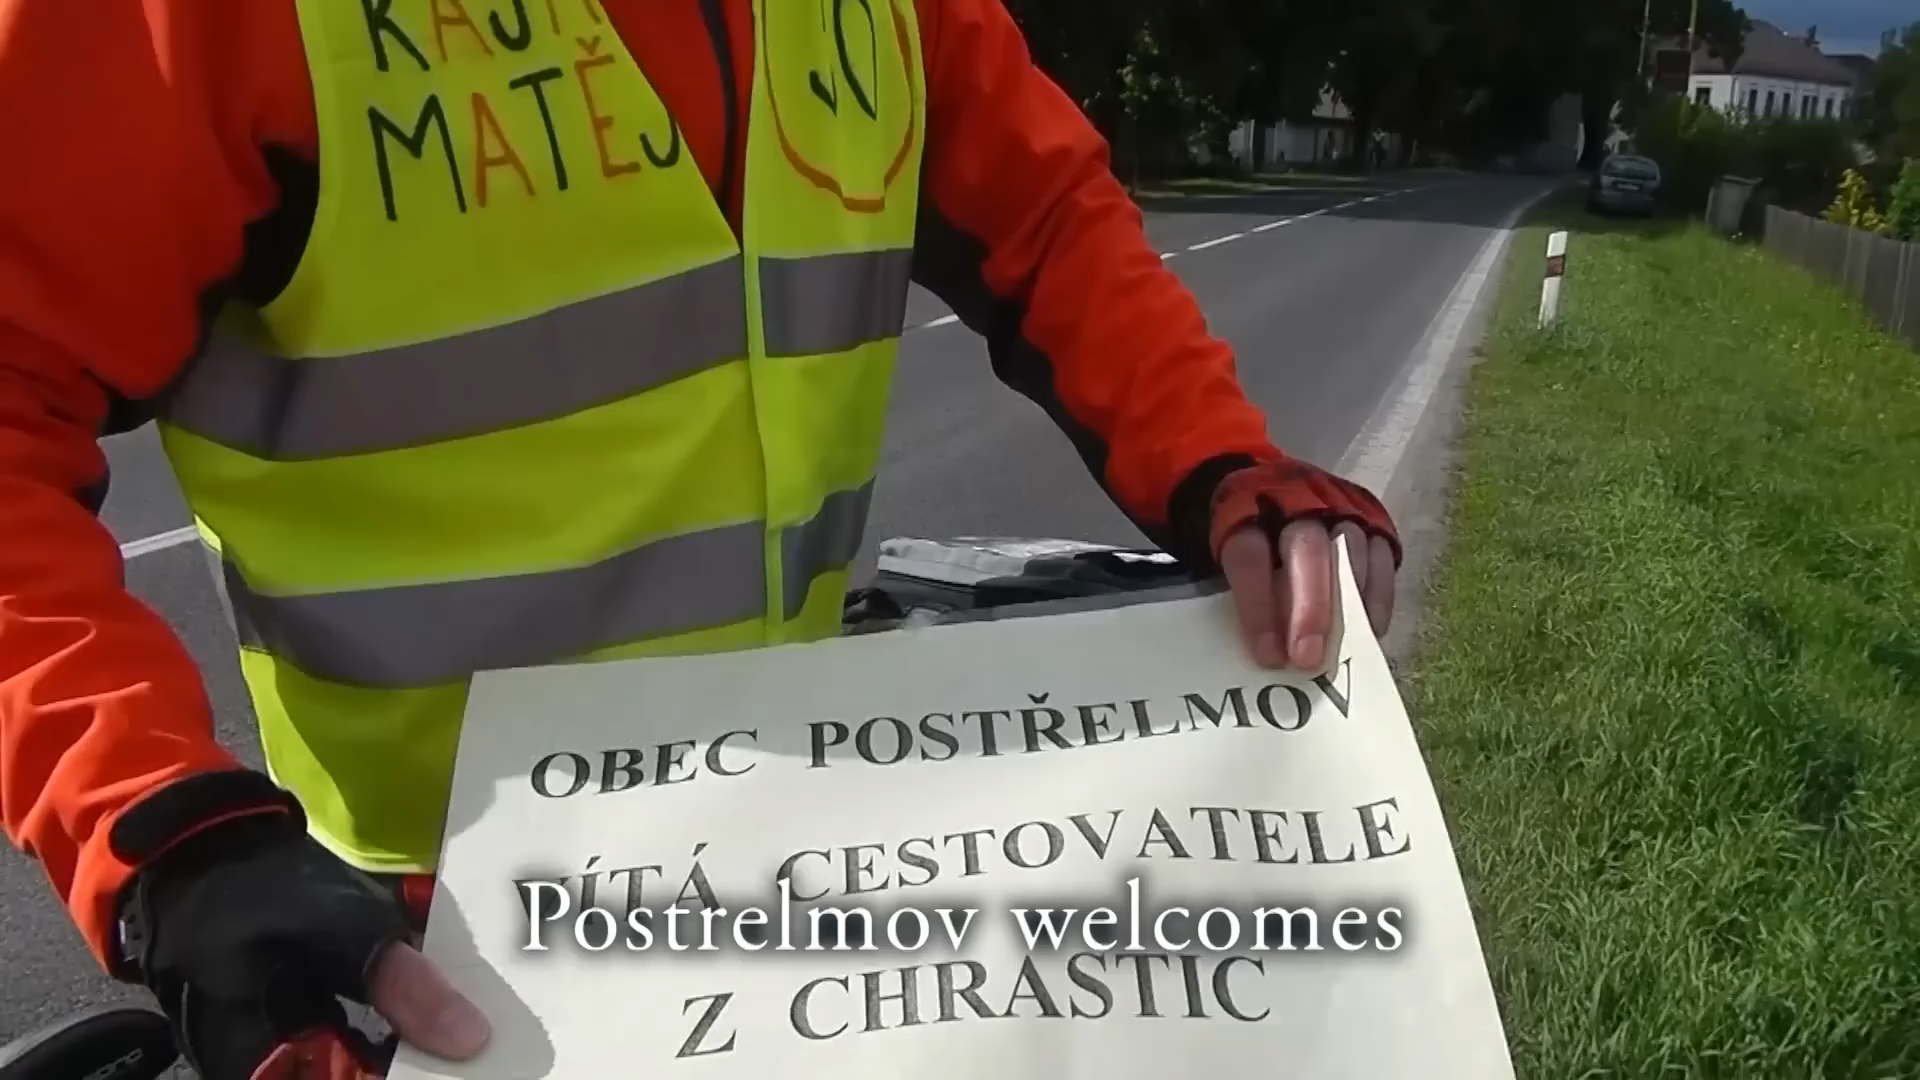 MATĚJ
OBEC POSTŘELMOV
VÍTÁ CESTOVATELE
Postrelmov welcomes
Z CHRASTIC